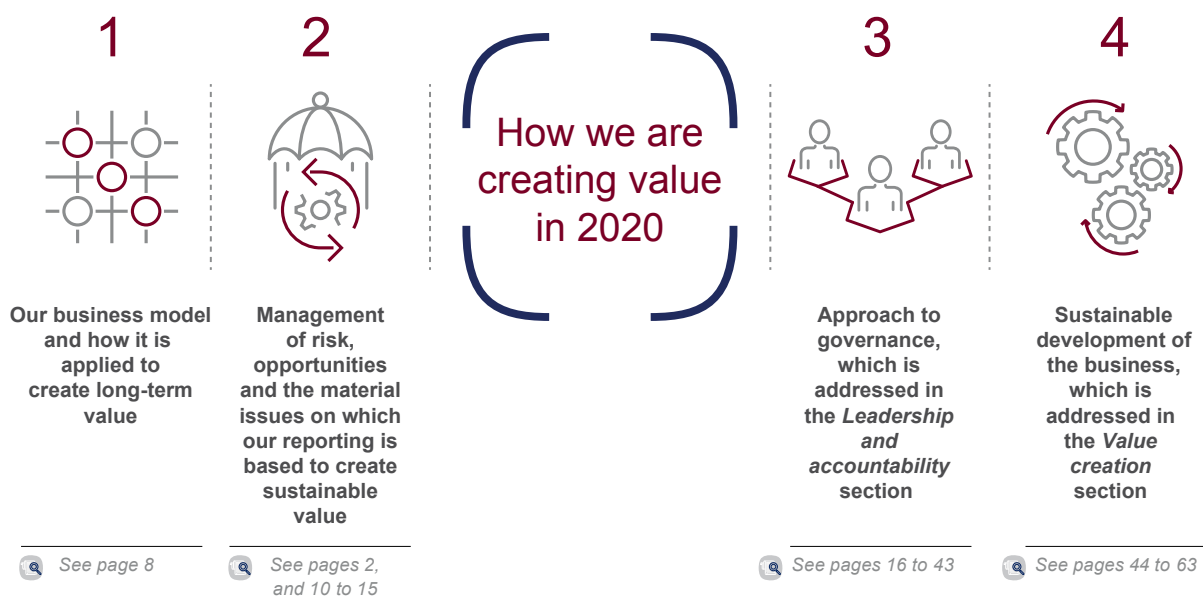 1
Our business model
and how it is
applied to
create long-term
value
See page 8
2
Management
of risk,
opportunities
and the material
issues on which
our reporting is
based to create
sustainable
value
See pages 2,
and 10 to 15
How we are
creating value
in 2020
3
Approach to
governance,
which is
addressed in
the Leadership
and
accountability
section
See pages 16 to 43
4
Sustainable
development of
the business,
which is
addressed in
the Value
creation
section
See pages 44 to 63